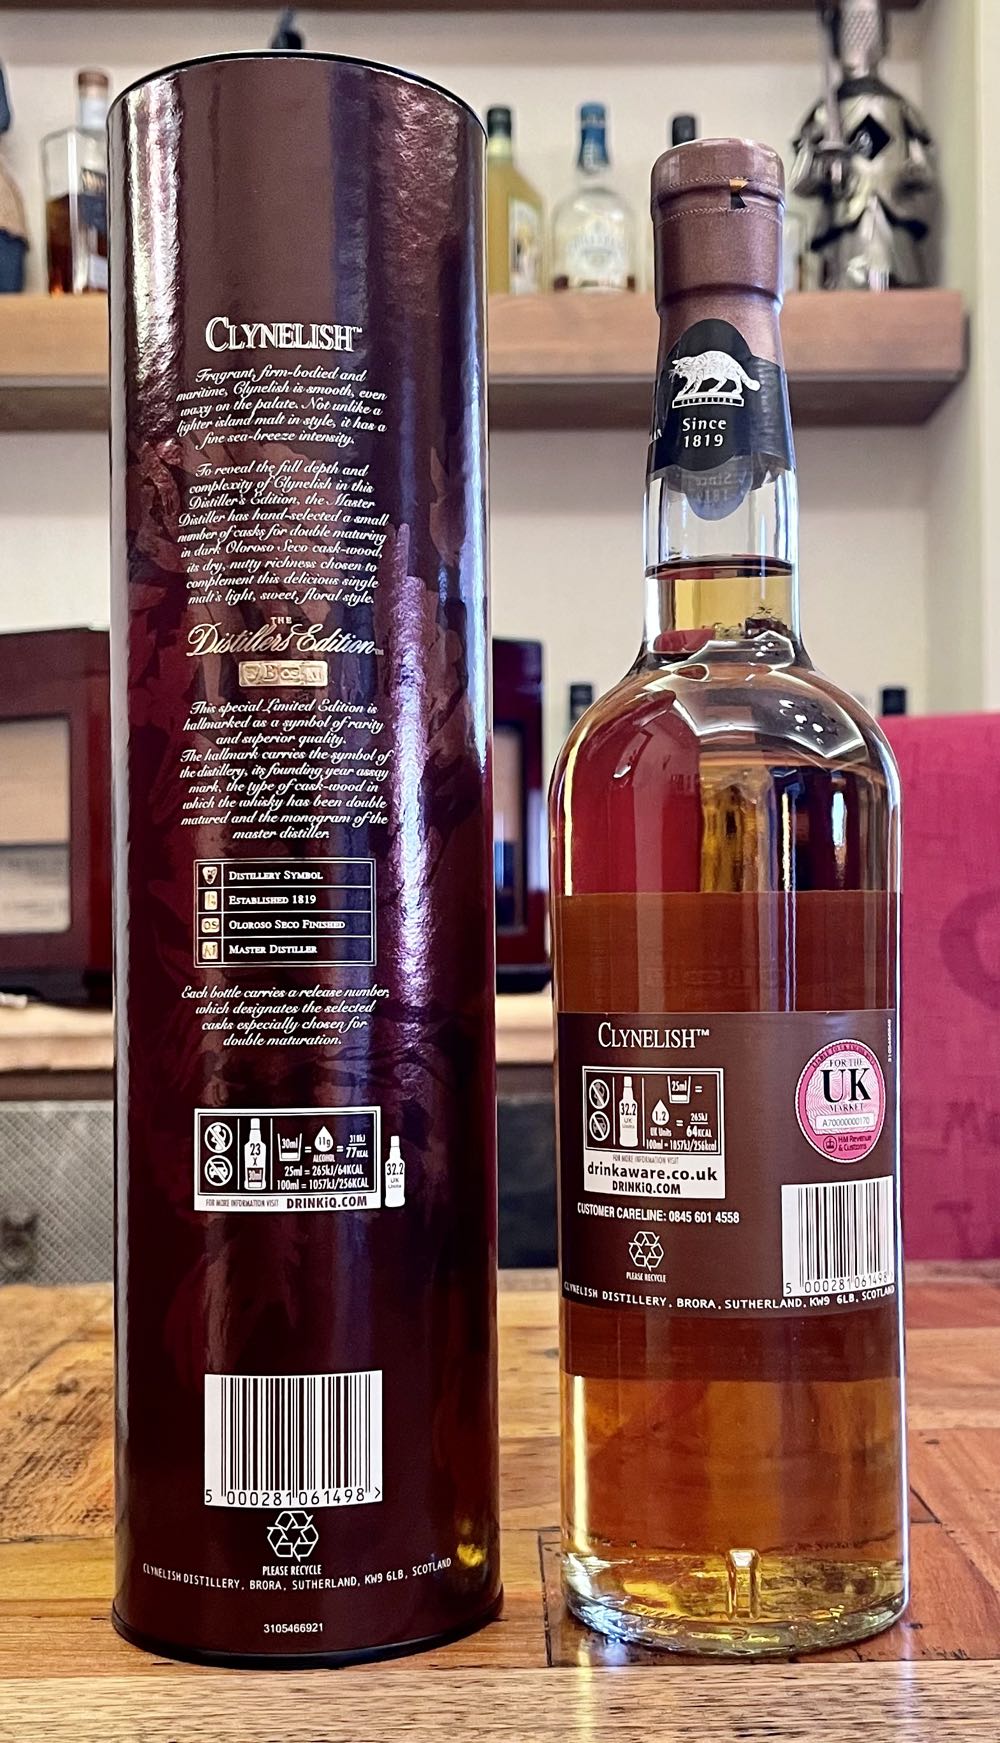 CLYNELISH™
Fragrant, firm-bodied and
maritime, Clynelish is smooth, even
waxy on the palate. Not unlike a
lighter island malt in style, it has a
fine sea-breeze intensity.
To reveal the full depth and
complexity of Clynelish in this
Distiller's Edition, the Master
Distiller has hand-selected a small
number of casks for double maturing
in dark Oloroso Seco cask-wood,
its dry, nutty richness chosen to
complement this delicious single
malt's light, sweet, floral style.
THE
Distillers Edition™
This special Limited Edition is
hallmarked as a symbol of rarity
and superior quality.
The hallmark carries the symbol of
the distillery, its founding year assay
mark, the type of cask-wood in
which the whisky has been double
matured and the monogram of the
master distiller.
DISTILLERY SYMBOL
ESTABLISHED 1819
OS OLOROSO SECO FINISHED
MASTER DISTILLER
Each bottle carries a release number,
which designates the selected
casks especially chosen for
double maturation.
23 X 30ml
30ml = 11g ALCOHOL = 318kJ 77KCAL
25ml = 265kJ/64KCAL
100ml = 1057kJ/256KCAL
32.2 UK
FOR MORE INFORMATION VISIT DRINKiQ.COM
5 000281 061498 >
PLEASE RECYCLE
CLYNELISH DISTILLERY, BRORA, SUTHERLAND, KW9 6LB, SCOTLAND
3105466921
CLYNELISH
Since
1819
CLYNELISH™
32.2 UK
25ml =
1.2 UK Units = 265kJ 64KCAL
100ml = 1057kJ/256kcal
FOR MORE INFORMATION VISIT
drinkaware.co.uk
DRINKiQ.COM
CUSTOMER CARELINE: 0845 601 4558
PLEASE RECYCLE
FOR THE
UK
MARKET
A70000000170
HM Revenue
& Customs
5 000281 061498
CLYNELISH DISTILLERY, BRORA, SUTHERLAND, KW9 6LB, SCOTLAND